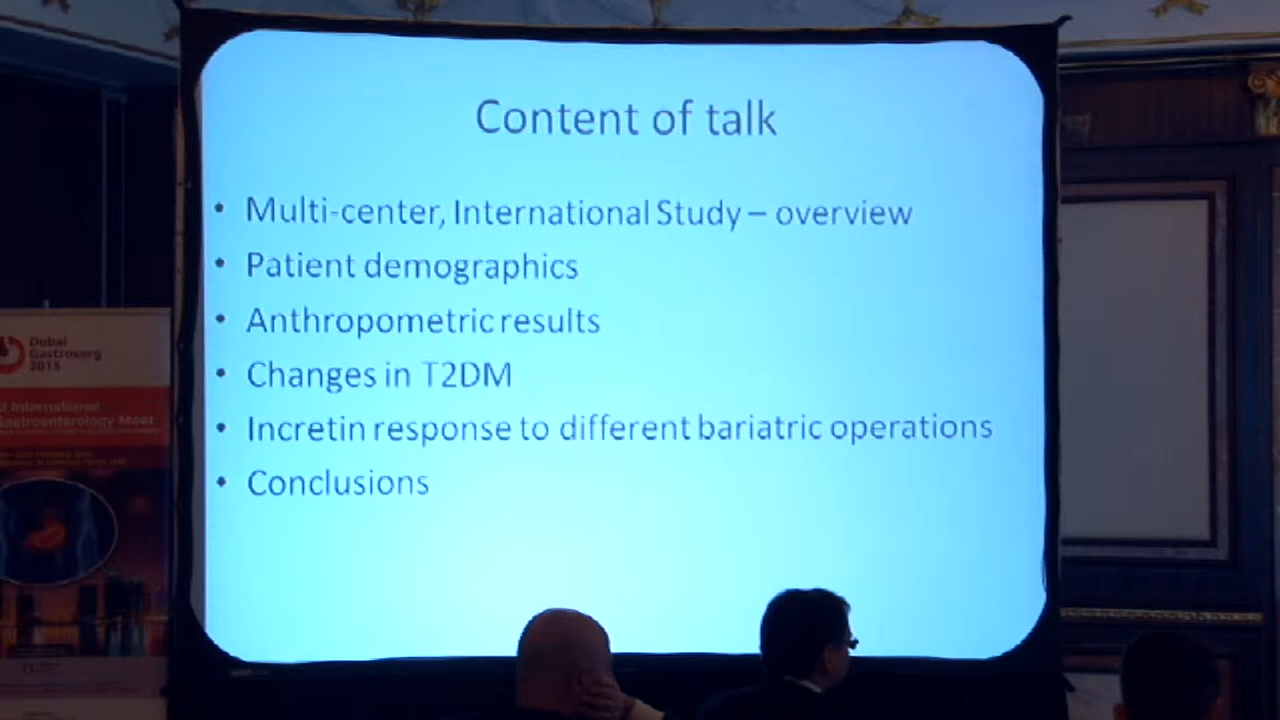 Content of talk
• Multi-center, International Study – overview
• Patient demographics
• Anthropometric results
• Changes in T2DM
• Incretin response to different bariatric operations
• Conclusions
Dubai
Gastrosurg
2015
International
Gastroenterology Meet